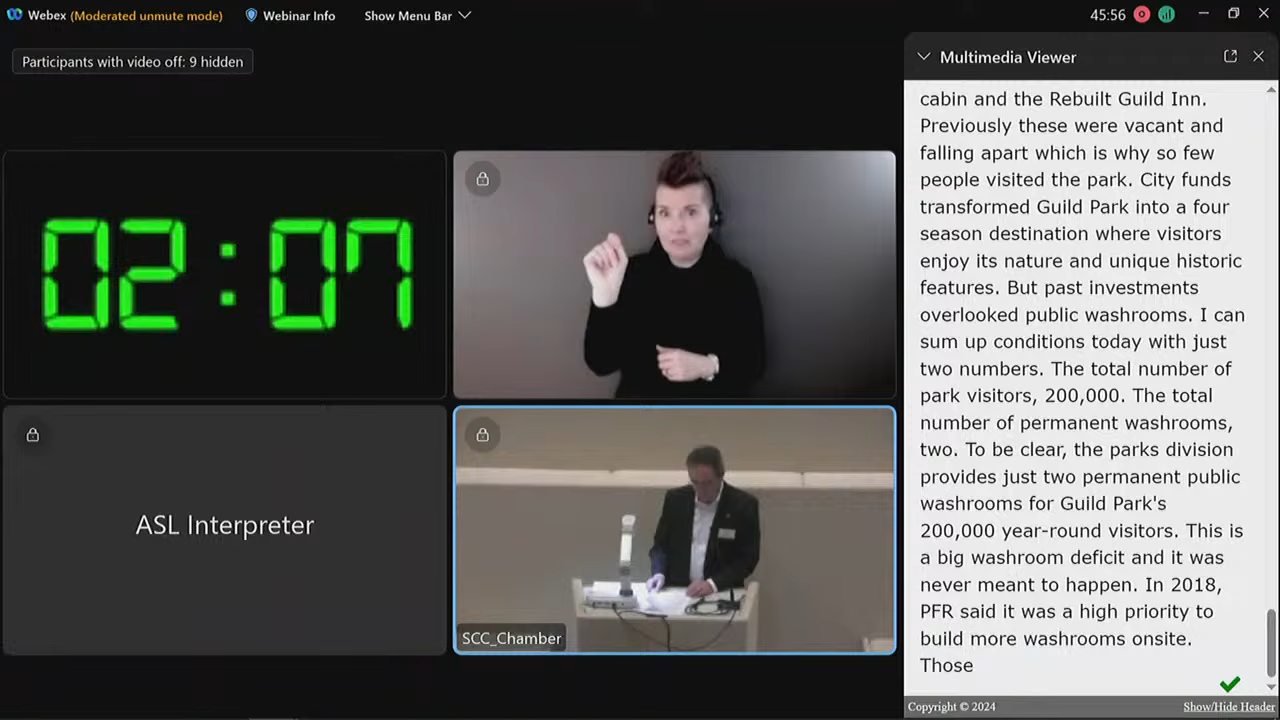 Webex (Moderated unmute mode) Webinar Info Show Menu Bar 45:56
Participants with video off: 9 hidden
02:07
ASL Interpreter
SCC_Chamber
Multimedia Viewer
cabin and the Rebuilt Guild Inn.
Previously these were vacant and
falling apart which is why so few
people visited the park. City funds
transformed Guild Park into a four
season destination where visitors
enjoy its nature and unique historic
features. But past investments
overlooked public washrooms. I can
sum up conditions today with just
two numbers. The total number of
park visitors, 200,000. The total
number of permanent washrooms,
two. To be clear, the parks division
provides just two permanent public
washrooms for Guild Park's
200,000 year-round visitors. This is
a big washroom deficit and it was
never meant to happen. In 2018,
PFR said it was a high priority to
build more washrooms onsite.
Those
Copyright © 2024 Show/Hide Header